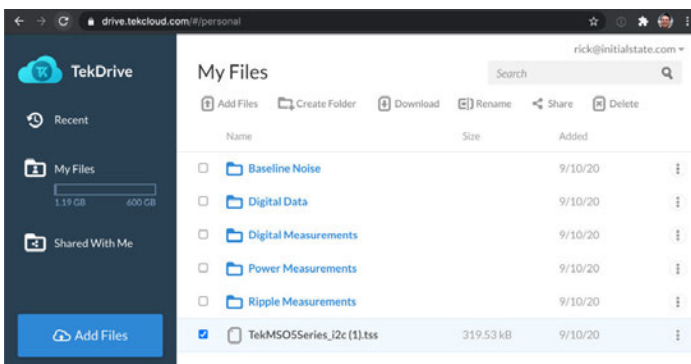 drive.tekcloud.com/#/personal
rick@initialstate.com
TekDrive
My Files
Search
Add Files Create Folder Download Rename Share Delete
Recent
Name Size Added
My Files
1.19 GB 600 GB
Baseline Noise 9/10/20
Digital Data 9/10/20
Shared With Me
Digital Measurements 9/10/20
Power Measurements 9/10/20
Ripple Measurements 9/10/20
Add Files
TekMSO5Series_i2c (1).tss 319.53 kB 9/10/20